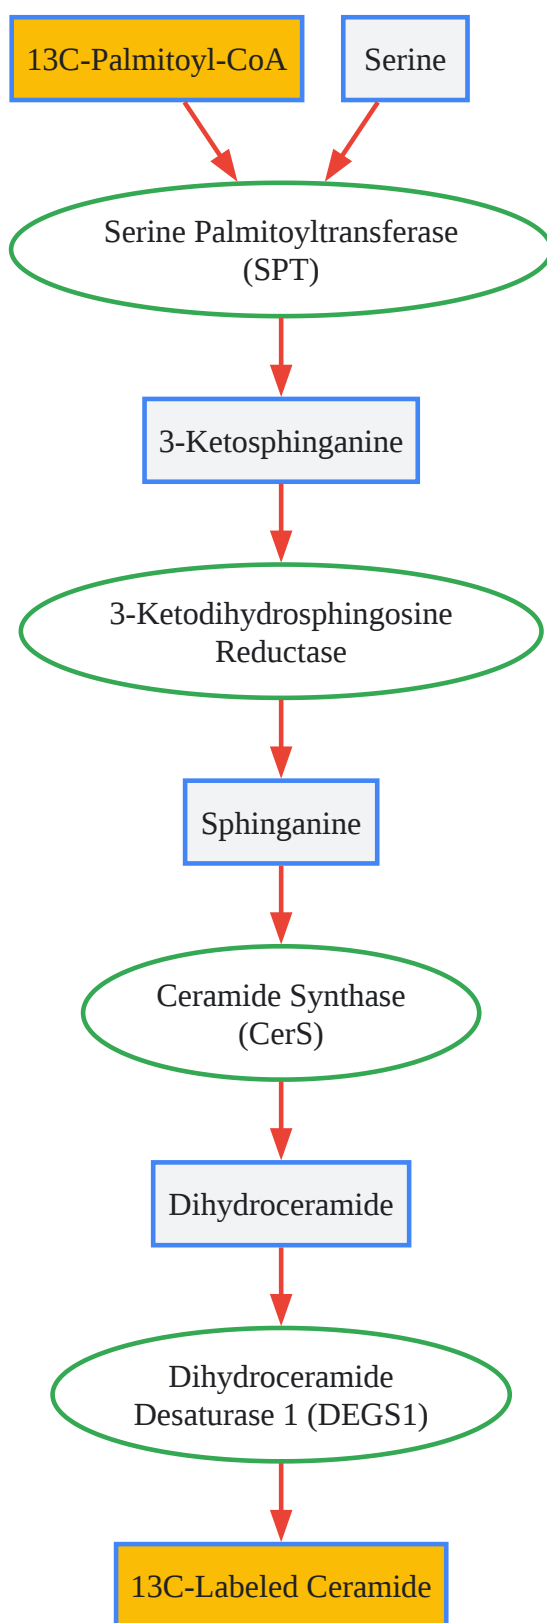 13C-Palmitoyl-CoA
Serine
Serine Palmitoyltransferase
(SPT)
3-Ketosphinganine
3-Ketodihydrosphingosine
Reductase
Sphinganine
Ceramide Synthase
(CerS)
Dihydroceramide
Dihydroceramide
Desaturase 1 (DEGS1)
13C-Labeled Ceramide